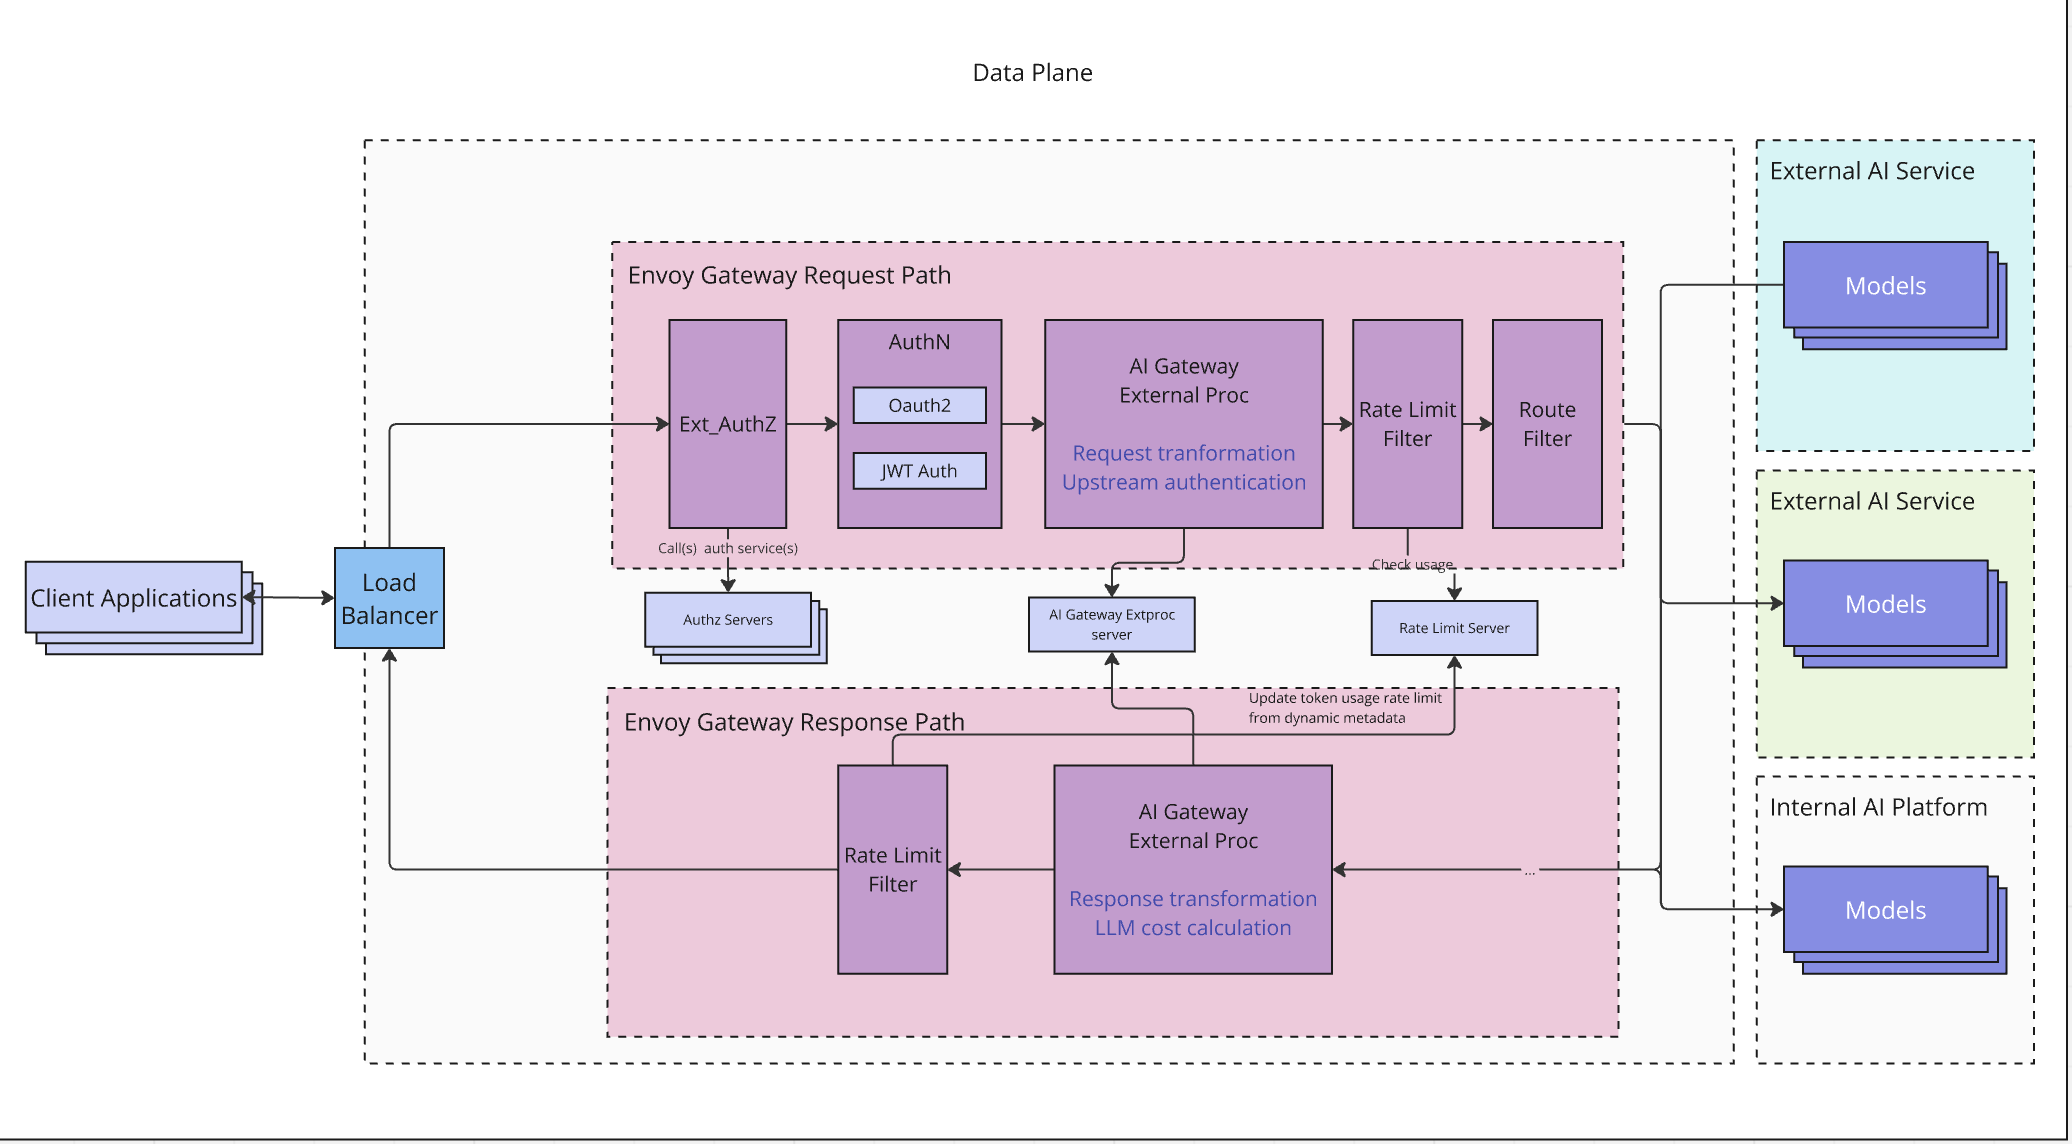 Data Plane
External AI Service
Models
Envoy Gateway Request Path
Ext_AuthZ
AuthN
Oauth2
JWT Auth
AI Gateway
External Proc
Request tranformation
Upstream authentication
Rate Limit
Filter
Route
Filter
Call(s) auth service(s)
Check usage
External AI Service
Models
Client Applications
Load
Balancer
Authz Servers
AI Gateway Extproc
server
Rate Limit Server
Envoy Gateway Response Path
Update token usage rate limit
from dynamic metadata
Rate Limit
Filter
AI Gateway
External Proc
Response transformation
LLM cost calculation
...
Internal AI Platform
Models